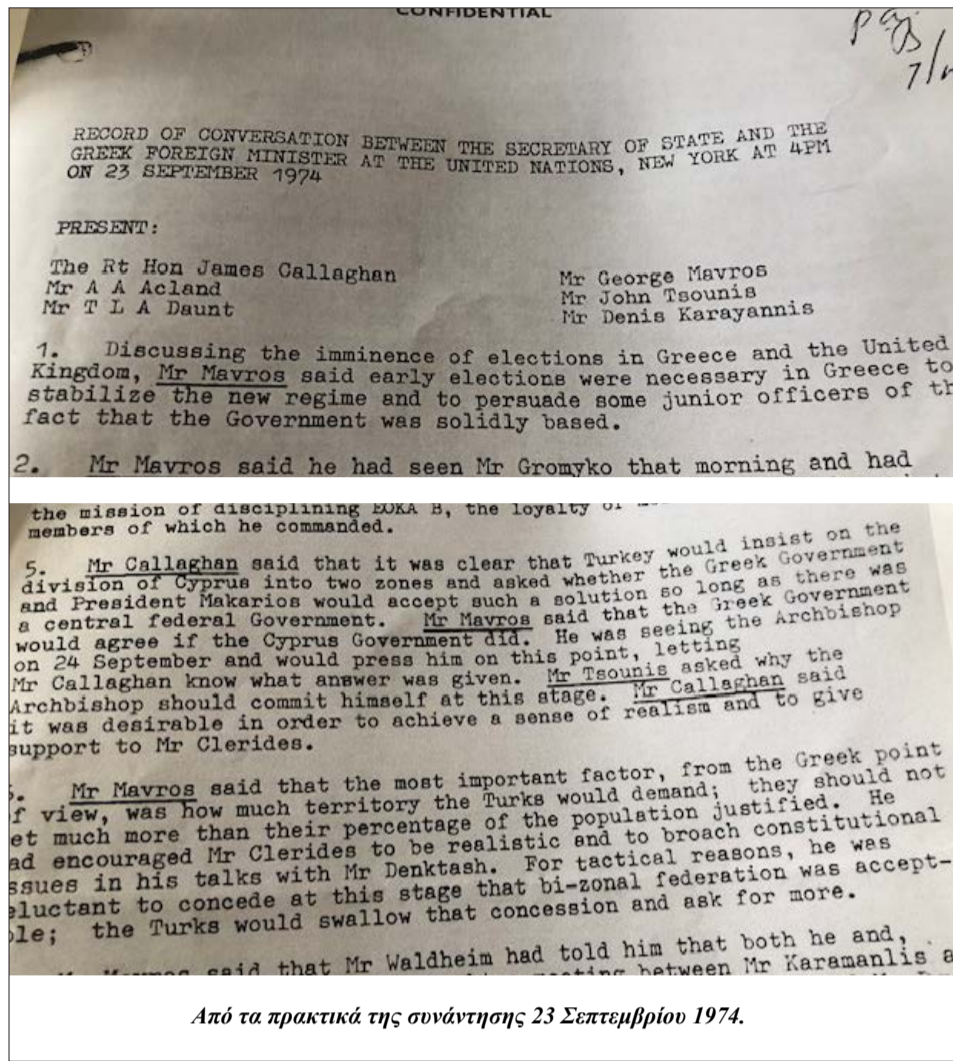 CONFIDENTIAL
RECORD OF CONVERSATION BETWEEN THE SECRETARY OF STATE AND THE
GREEK FOREIGN MINISTER AT THE UNITED NATIONS, NEW YORK AT 4PM
ON 23 SEPTEMBER 1974
PRESENT:
The Rt Hon James Callaghan
Mr A A Acland
Mr T L A Daunt
Mr George Mavros
Mr John Tsounis
Mr Denis Karayannis
1. Discussing the imminence of elections in Greece and the United
Kingdom, Mr Mavros said early elections were necessary in Greece to
stabilize the new regime and to persuade some junior officers of th
fact that the Government was solidly based.
2. Mr Mavros said he had seen Mr Gromyko that morning and had
the mission of disciplining EOKA B, the loyalty of
members of which he commanded.
5. Mr Callaghan said that it was clear that Turkey would insist on the
division of Cyprus into two zones and asked whether the Greek Government
and President Makarios would accept such a solution so long as there was
a central federal Government. Mr Mavros said that the Greek Government
would agree if the Cyprus Government did. He was seeing the Archbishop
on 24 September and would press him on this point, letting
Mr Callaghan know what answer was given. Mr Tsounis asked why the
Archbishop should commit himself at this stage. Mr Callaghan said
it was desirable in order to achieve a sense of realism and to give
support to Mr Clerides.
Mr Mavros said that the most important factor, from the Greek point
f view, was how much territory the Turks would demand; they should not
et much more than their percentage of the population justified. He
ad encouraged Mr Clerides to be realistic and to broach constitutional
ssues in his talks with Mr Denktash. For tactical reasons, he was
eluctant to concede at this stage that bi-zonal federation was accept-
le; the Turks would swallow that concession and ask for more.
said that Mr Waldheim had told him that both he and,
meeting between Mr Karamanlis a
Από τα πρακτικά της συνάντησης 23 Σεπτεμβρίου 1974.